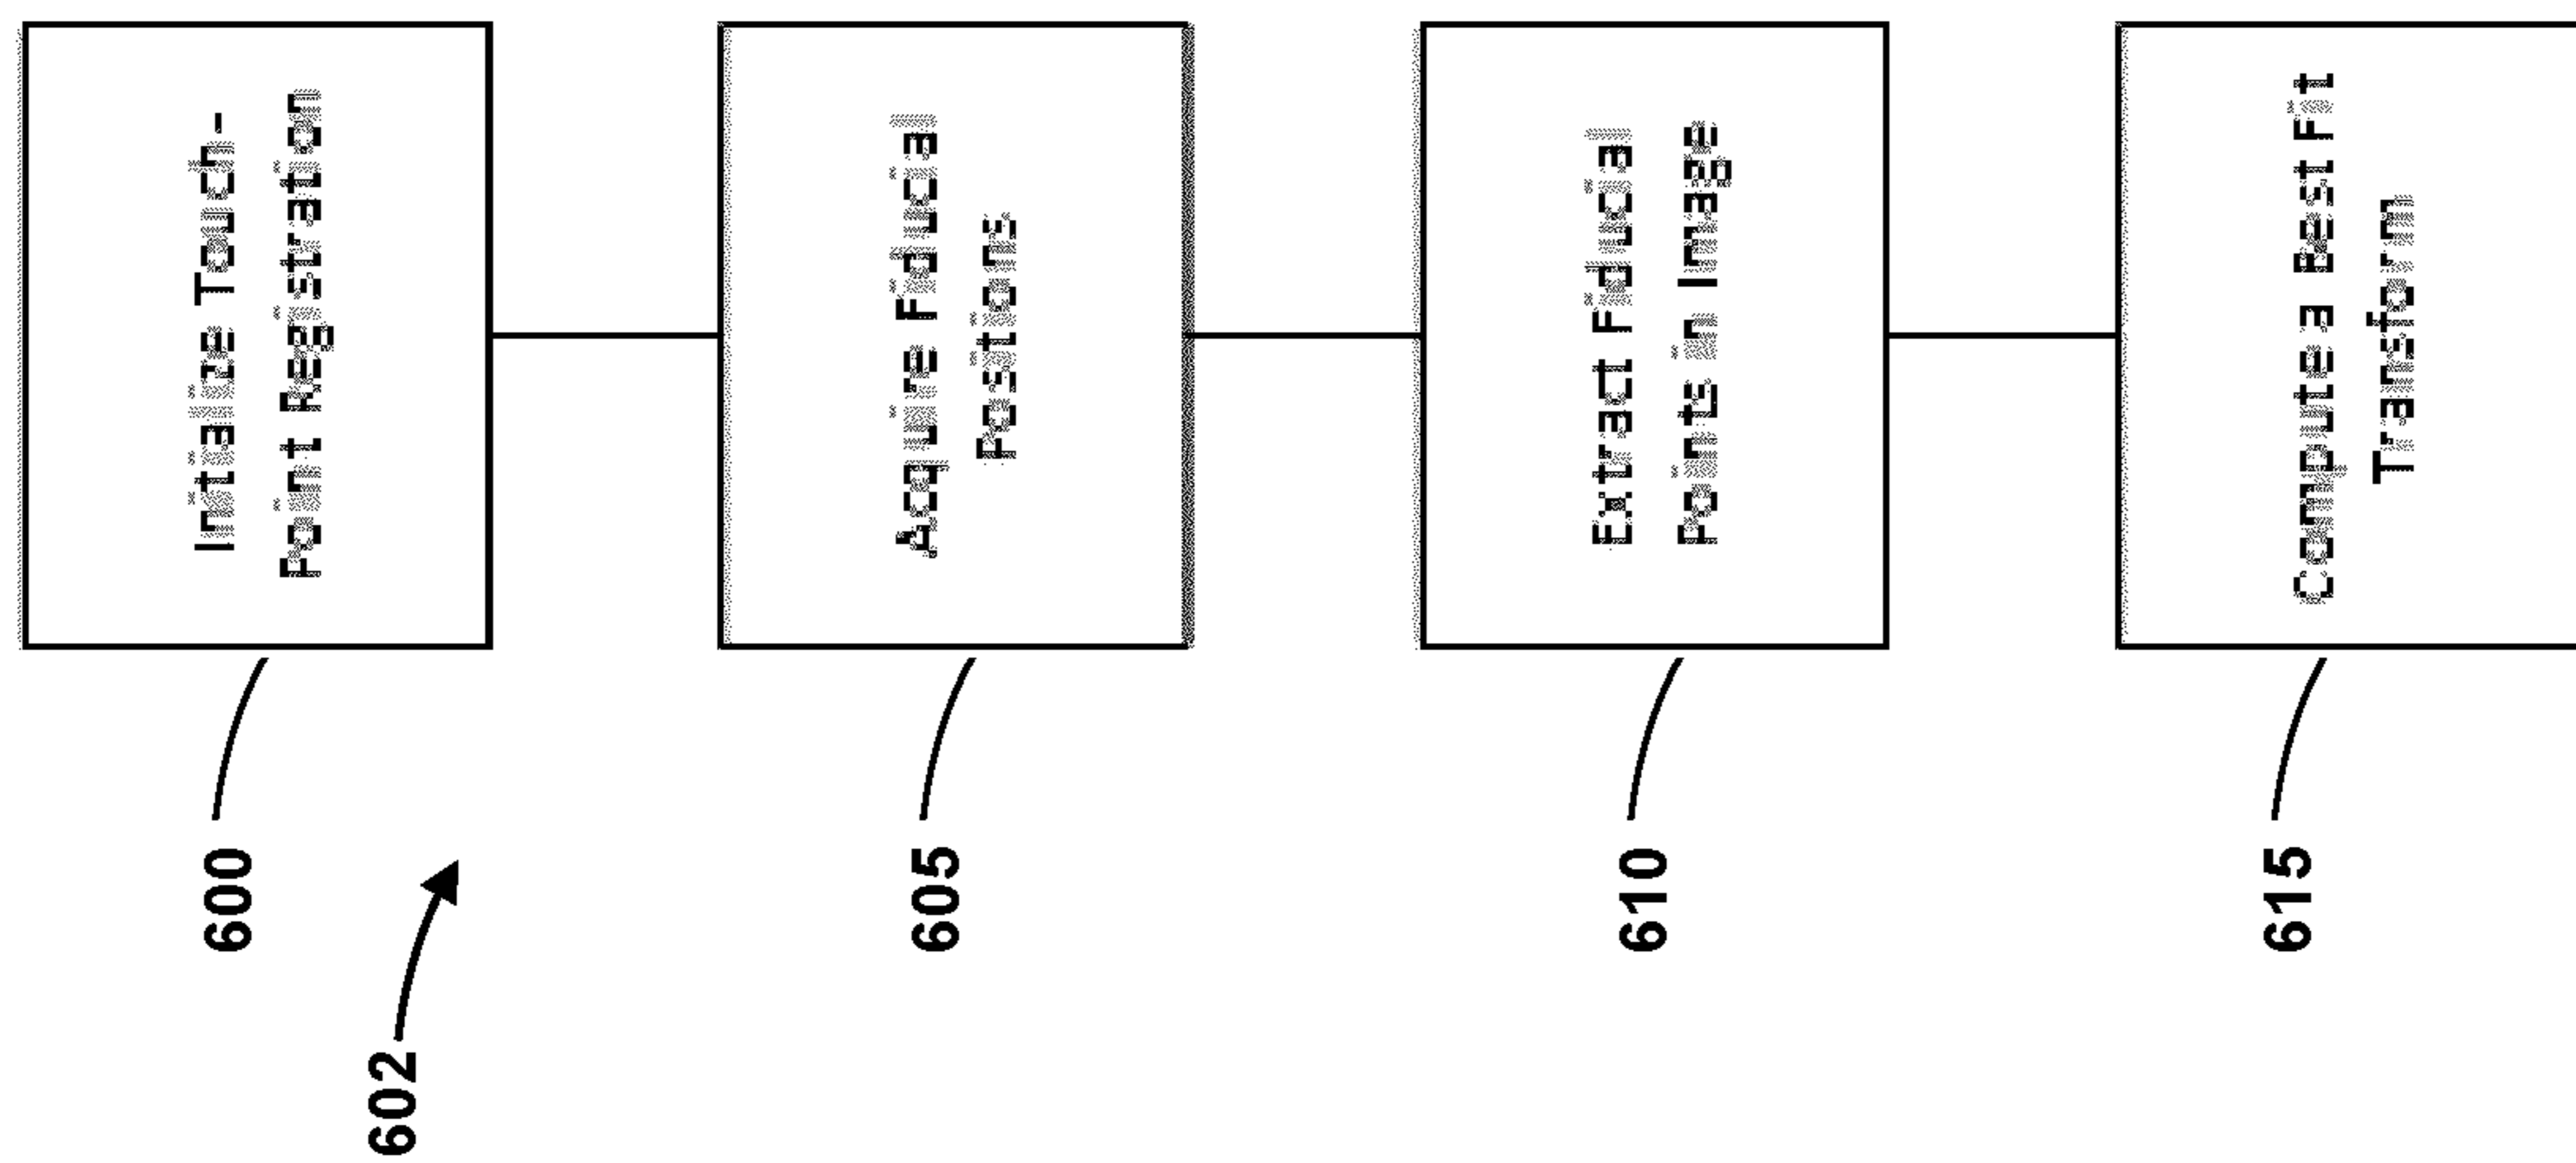 Initialize Touch-
Point Registration
600
602
Acquire Fiducial
Positions
605
Extract Fiducial
Points in Image
610
Compute a Best Fit
Transform
615